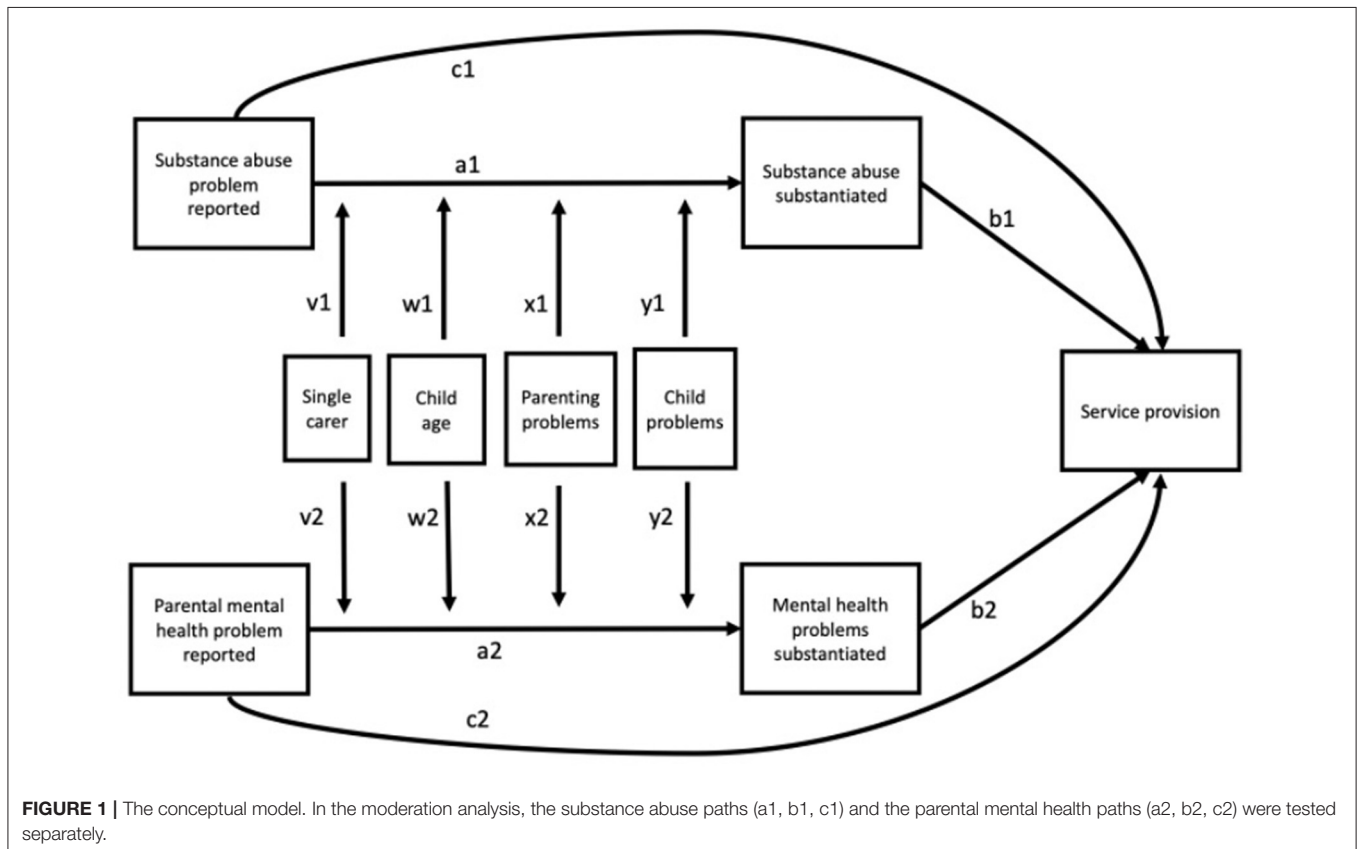 c1
Substance abuse
problem
reported
a1
Substance abuse
substantiated
b1
v1
w1
x1
y1
Single
carer
Child
age
Parenting
problems
Child
problems
Service provision
v2
w2
x2
y2
Parental mental
health problem
reported
a2
Mental health
problems
substantiated
b2
c2
FIGURE 1 | The conceptual model. In the moderation analysis, the substance abuse paths (a1, b1, c1) and the parental mental health paths (a2, b2, c2) were tested
separately.